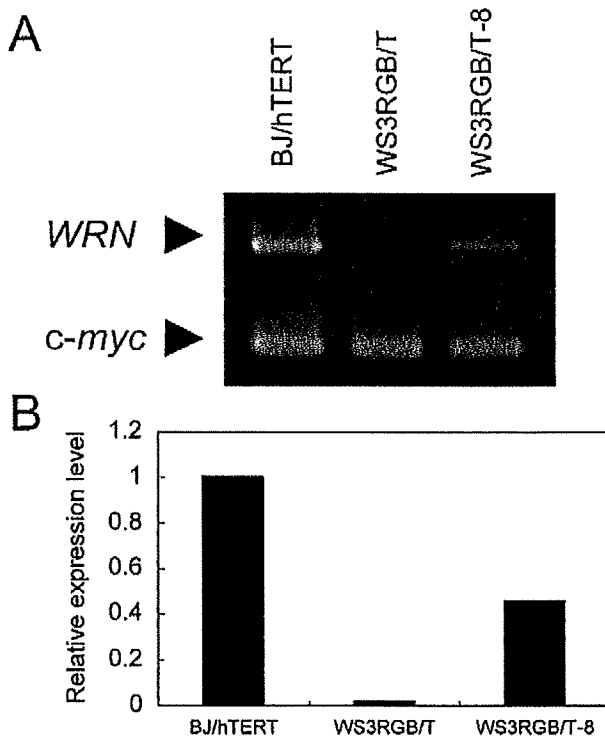 A
BJ/hTERT
WS3RGB/T
WS3RGB/T-8
WRN
c-myc
B
Relative expression level
1.2
1
0.8
0.6
0.4
0.2
0
BJ/hTERT
WS3RGB/T
WS3RGB/T-8